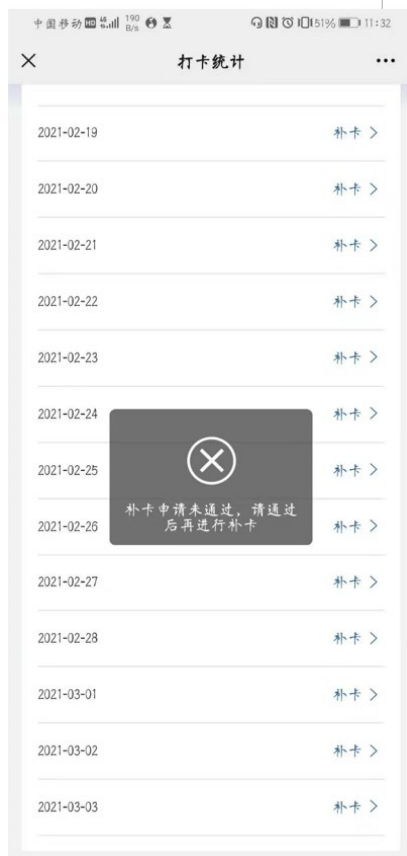 中国移动 HD 46 190 B/s 51% 11:32
打卡统计
2021-02-19 补卡
2021-02-20 补卡
2021-02-21 补卡
2021-02-22 补卡
2021-02-23 补卡
2021-02-24 补卡
2021-02-25 补卡
补卡申请未通过，请通过
2021-02-26 后再进行补卡 补卡
2021-02-27 补卡
2021-02-28 补卡
2021-03-01 补卡
2021-03-02 补卡
2021-03-03 补卡